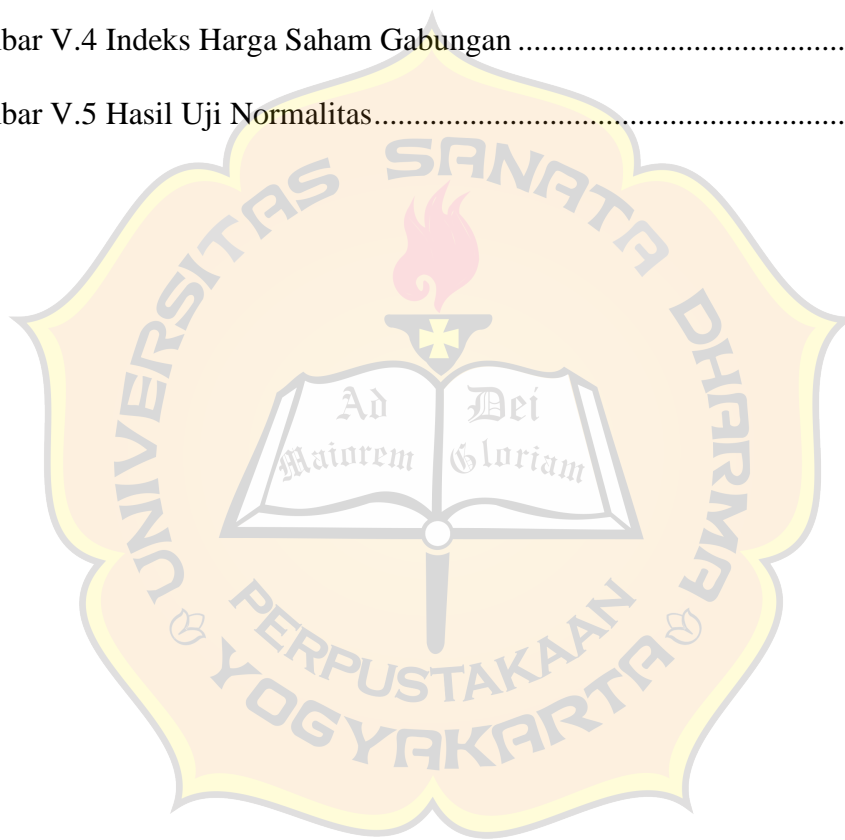 bar V.4 Indeks Harga Saham Gabungan ........................................
bar V.5 Hasil Uji Normalitas..........................................................
UNIVERSITAS SANATA DHARMA
Ad Dei
Maiorem Gloriam
PERPUSTAKAAN
YOGYAKARTA